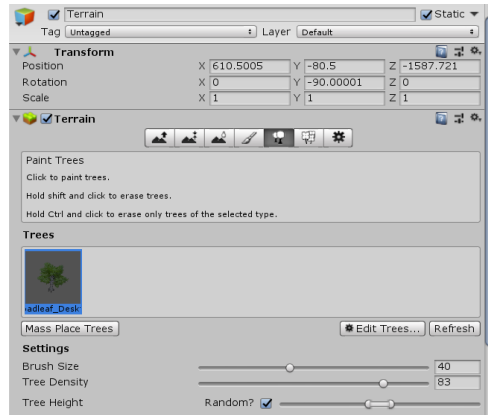 Terrain Static
Tag Untagged Layer Default
Transform
Position X 610.5005 Y -80.5 Z -1587.721
Rotation X 0 Y -90.00001 Z 0
Scale X 1 Y 1 Z 1
Terrain
Paint Trees
Click to paint trees.
Hold shift and click to erase trees.
Hold Ctrl and click to erase only trees of the selected type.
Trees
adleaf_Desk
Mass Place Trees Edit Trees... Refresh
Settings
Brush Size 40
Tree Density 83
Tree Height Random?